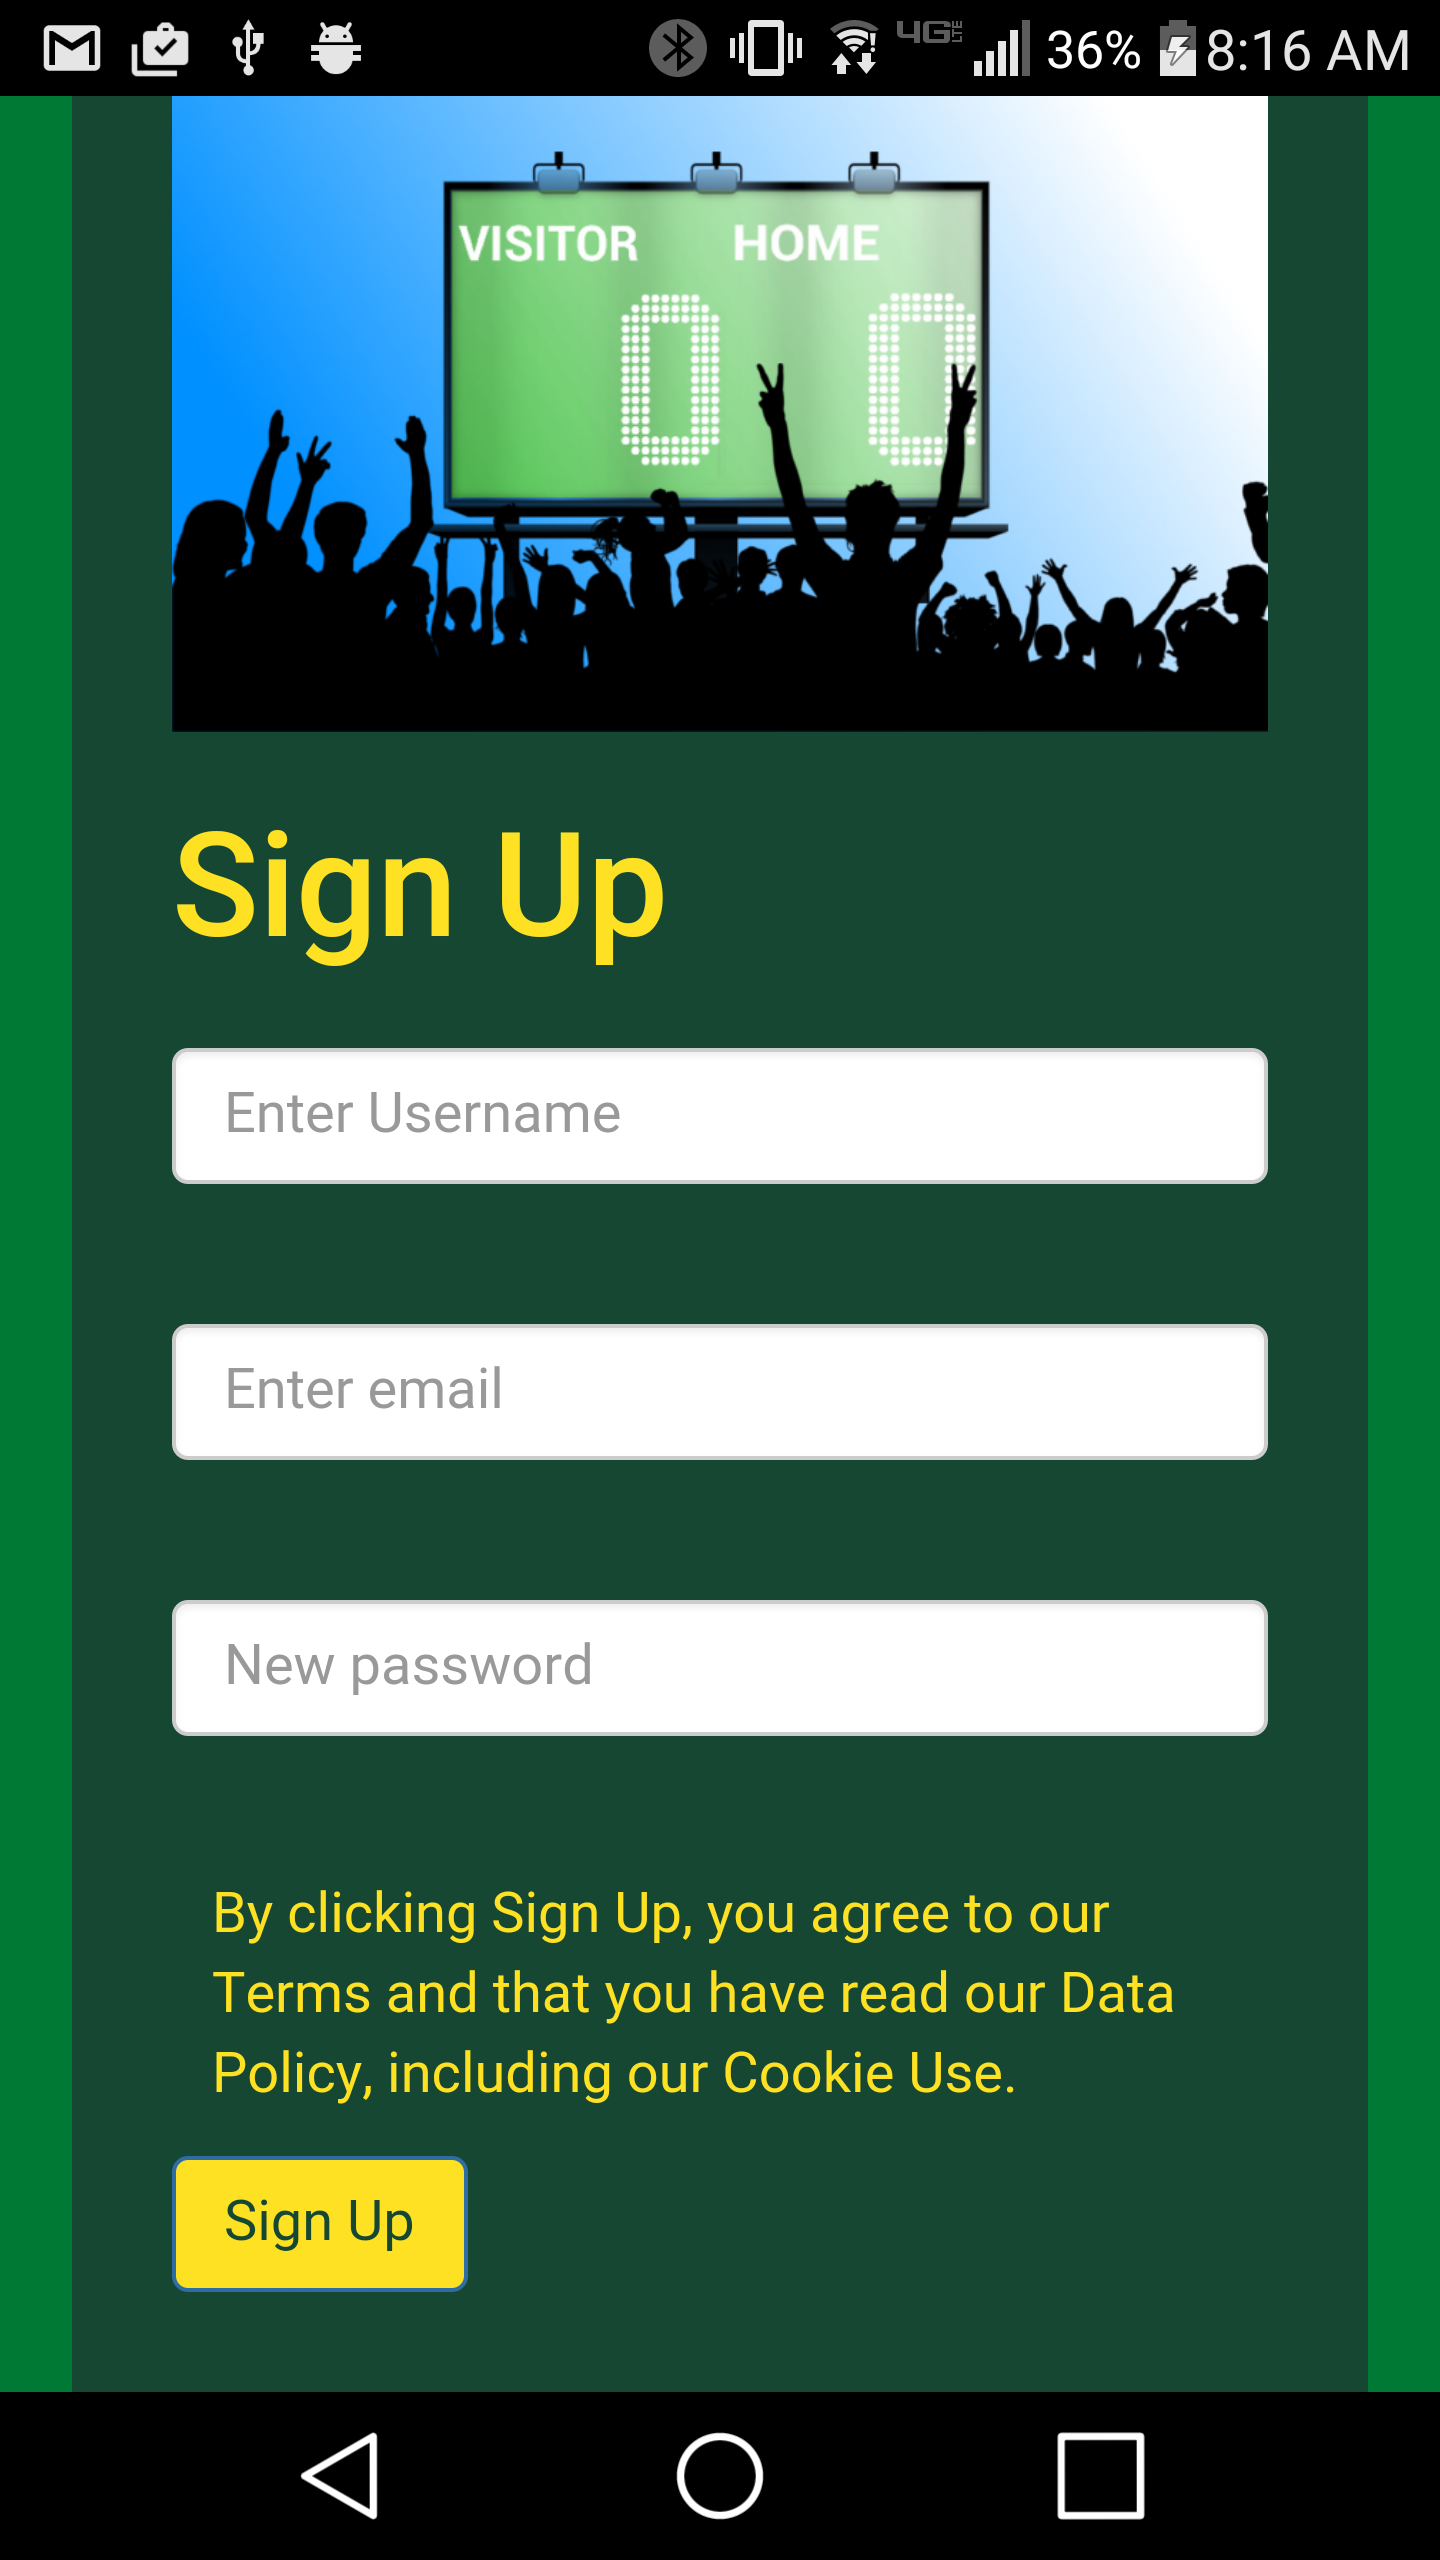 4G LTE 36% 8:16 AM
VISITOR HOME
0 0
Sign Up
Enter Username
Enter email
New password
By clicking Sign Up, you agree to our
Terms and that you have read our Data
Policy, including our Cookie Use.
Sign Up